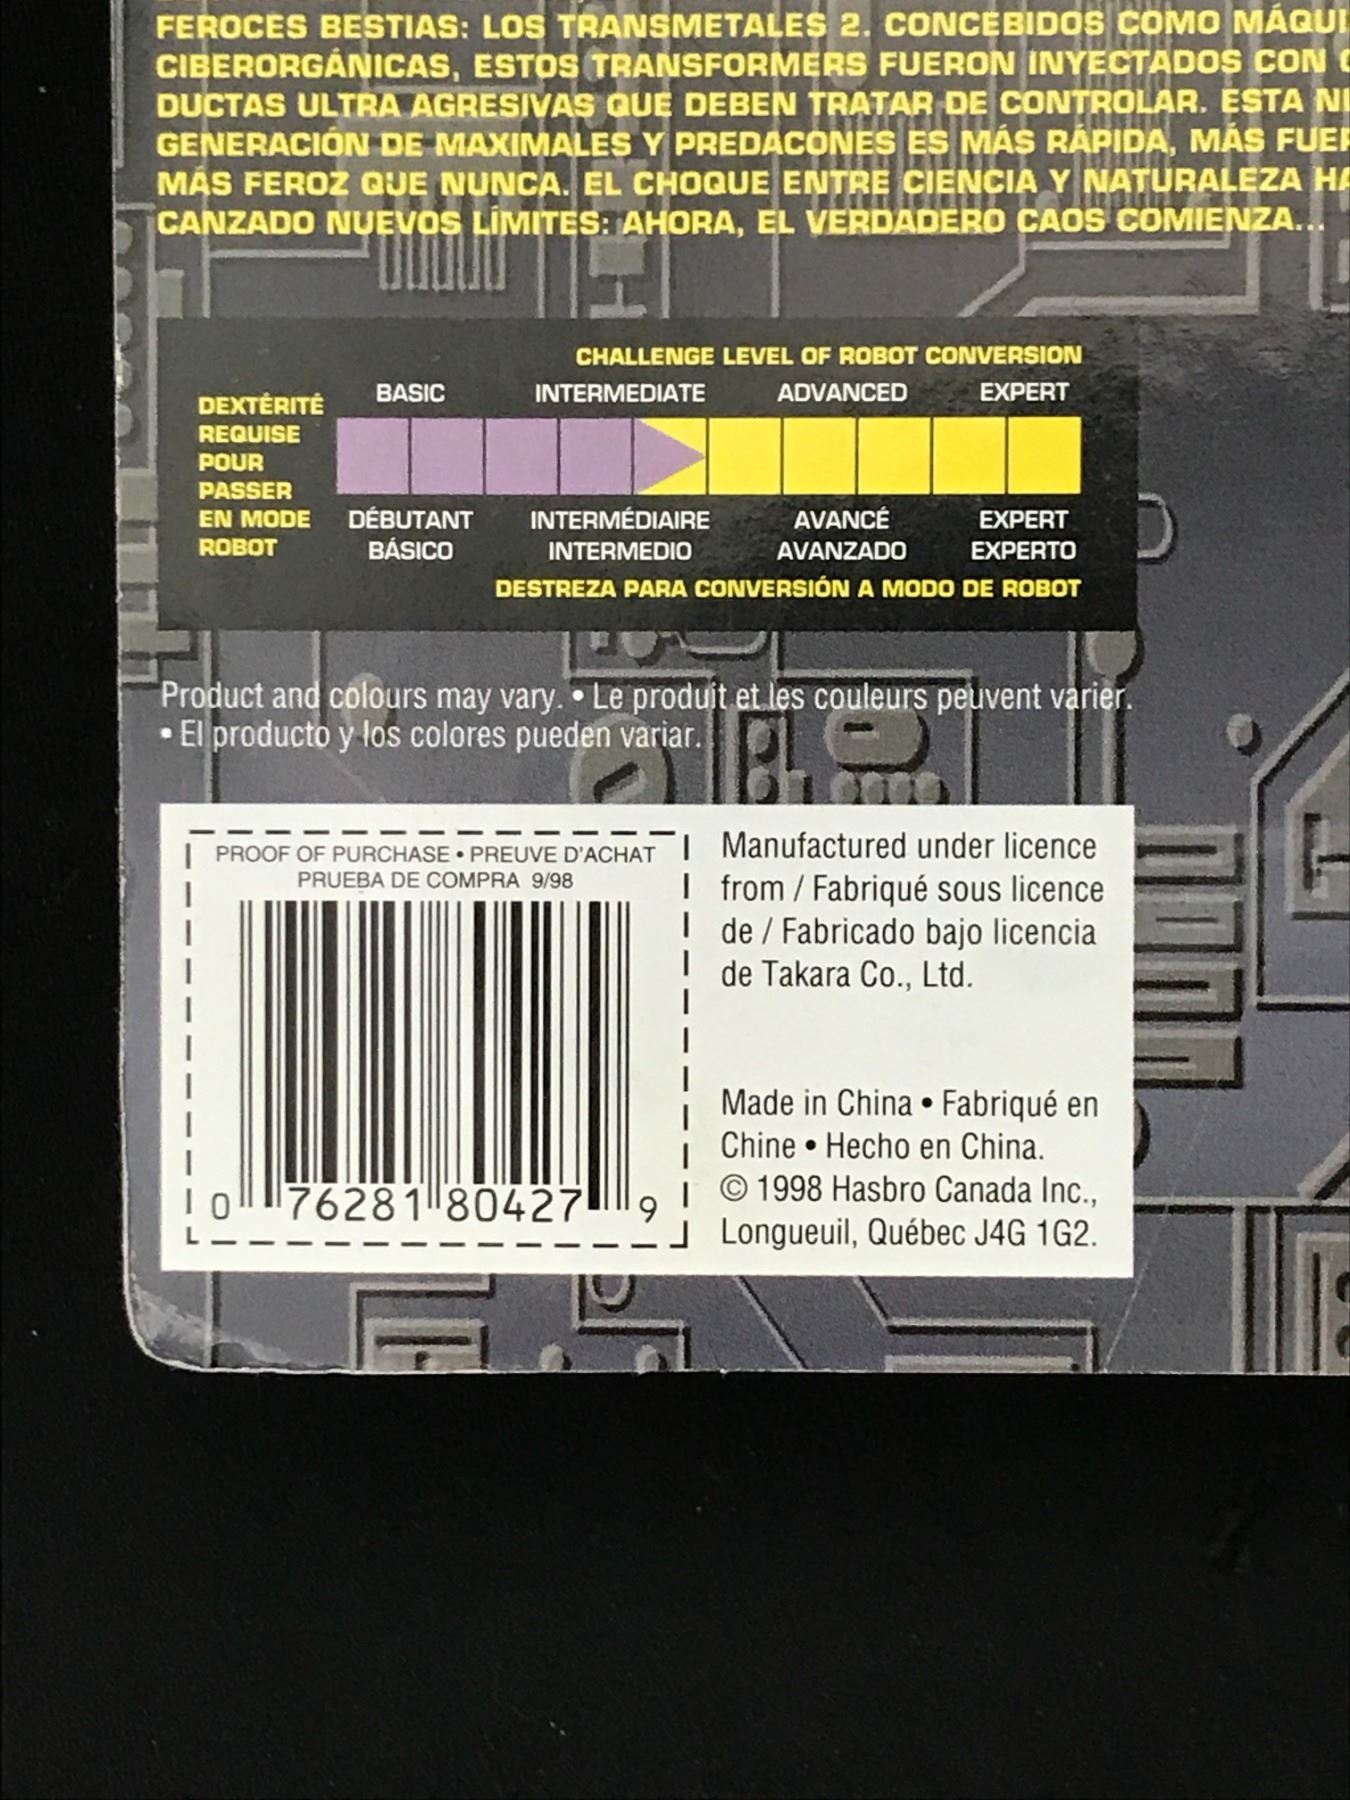 FEROCES BESTIAS: LOS TRANSMETALES 2. CONCEBIDOS COMO
CIBERORGÁNICAS, ESTOS TRANSFORMERS FUERON INYECTADOS CON
DUCTAS ULTRA AGRESIVAS QUE DEBEN TRATAR DE CONTROLAR. ESTA
GENERACIÓN DE MAXIMALES Y PREDACONES ES MÁS RÁPIDA, MÁS
MÁS FEROZ QUE NUNCA. EL CHOQUE ENTRE CIENCIA Y NATURALEZA
CANZADO NUEVOS LÍMITES: AHORA, EL VERDADERO CAOS COMIENZA...
CHALLENGE LEVEL OF ROBOT CONVERSION
BASIC INTERMEDIATE ADVANCED EXPERT
DEXTÉRITÉ
REQUISE
POUR
PASSER
EN MODE
ROBOT
DÉBUTANT INTERMÉDIAIRE AVANCÉ EXPERT
BÁSICO INTERMEDIO AVANZADO EXPERTO
DESTREZA PARA CONVERSIÓN A MODO DE ROBOT
Product and colours may vary. • Le produit et les couleurs peuvent varier.
• El producto y los colores pueden variar.
PROOF OF PURCHASE • PREUVE D'ACHAT
PRUEBA DE COMPRA 9/98
0 76281 80427 9
Manufactured under licence
from / Fabriqué sous licence
de / Fabricado bajo licencia
de Takara Co., Ltd.
Made in China • Fabriqué en
Chine • Hecho en China.
© 1998 Hasbro Canada Inc.,
Longueuil, Québec J4G 1G2.